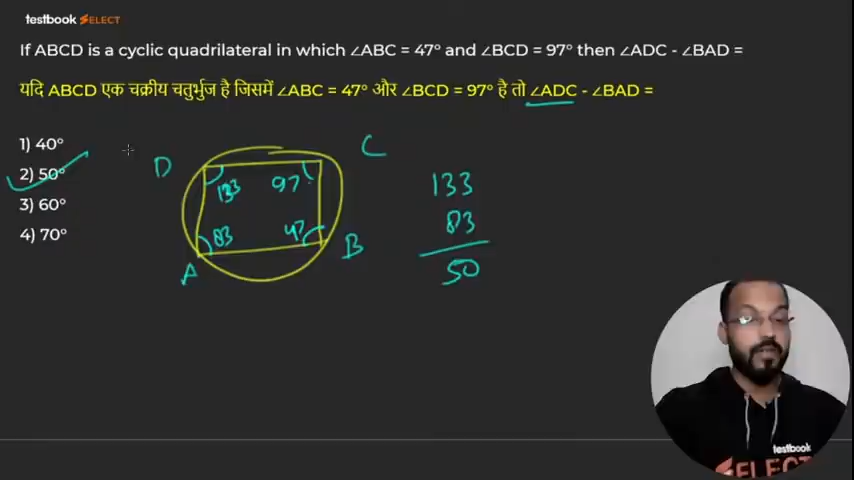 testbook SELECT
If ABCD is a cyclic quadrilateral in which ∠ABC = 47° and ∠BCD = 97° then ∠ADC - ∠BAD =
यदि ABCD एक चक्रीय चतुर्भुज है जिसमें ∠ABC = 47° और ∠BCD = 97° है तो ∠ADC - ∠BAD =
1) 40°
2) 50°
3) 60°
4) 70°
D
C
133
97
83
47
A
B
133
83
50
testbook
SELECT